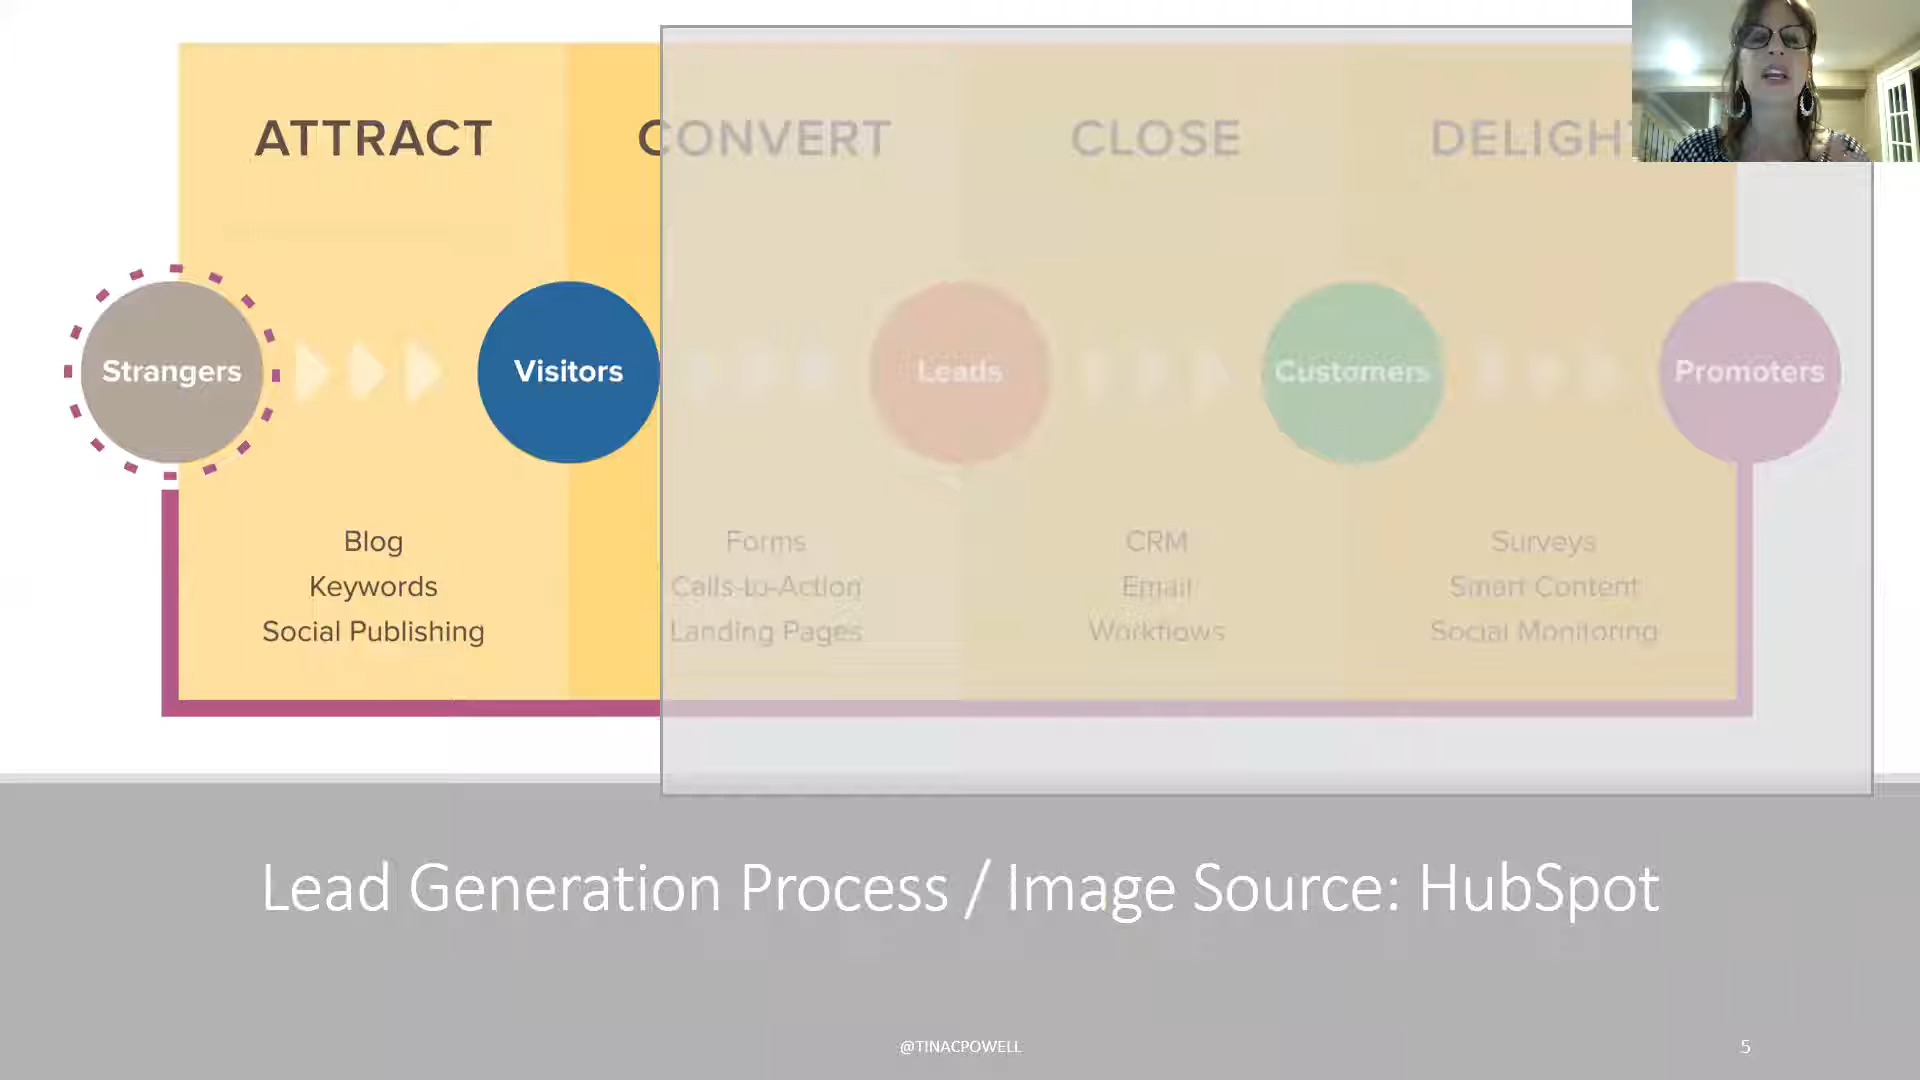 ATTRACT
CONVERT
CLOSE
DELIGH
Strangers
Visitors
Leads
Customers
Promoters
Blog
Keywords
Social Publishing
Forms
Calls-to-Action
Landing Pages
CRM
Email
Workflows
Surveys
Smart Content
Social Monitoring
Lead Generation Process / Image Source: HubSpot
@TINACPOWELL
5